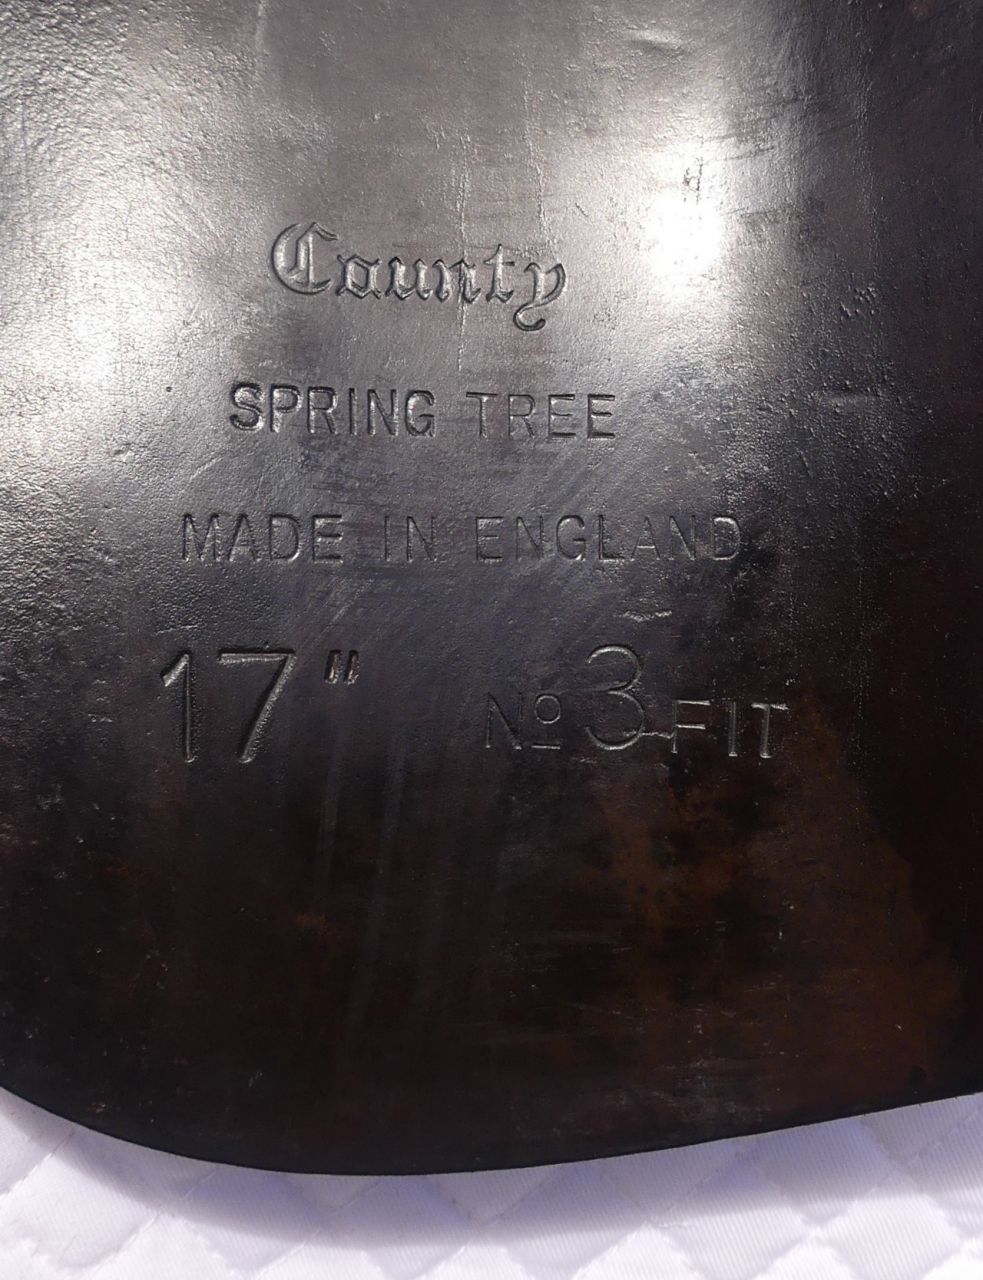 County
SPRING TREE
MADE IN ENGLAND
17" Nº 3 FIT